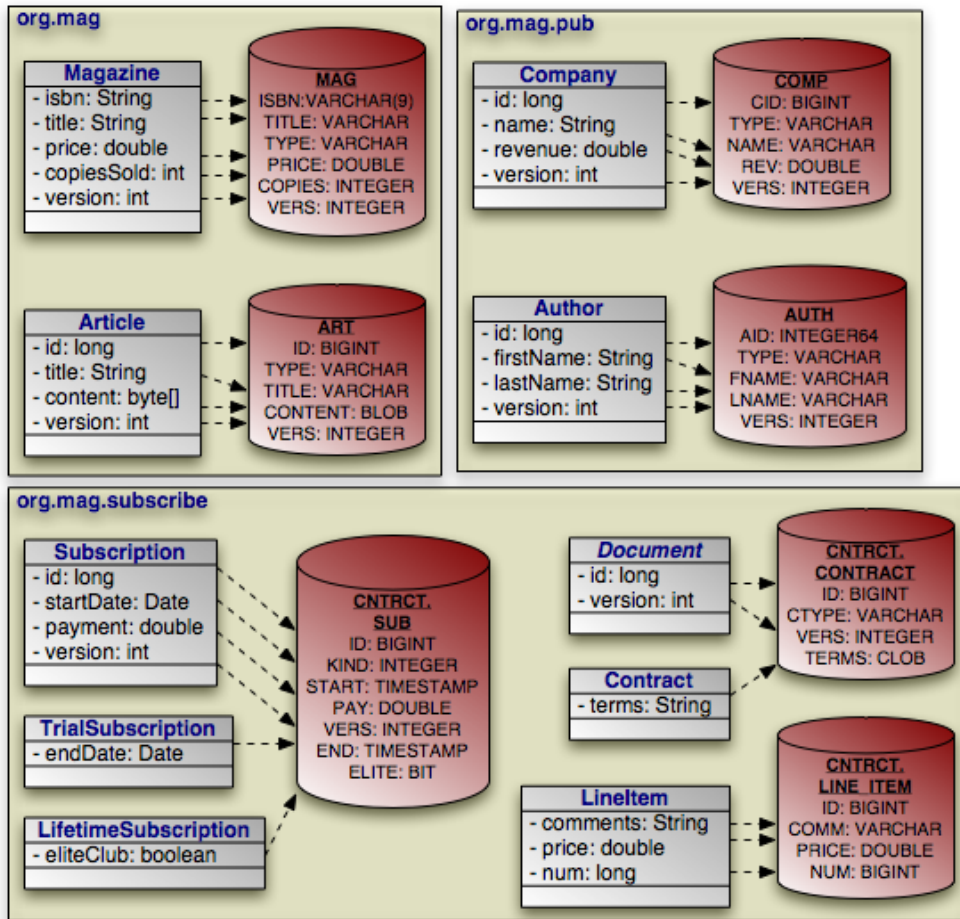 org.mag
Magazine
- isbn: String
- title: String
- price: double
- copiesSold: int
- version: int
MAG
ISBN:VARCHAR(9)
TITLE: VARCHAR
TYPE: VARCHAR
PRICE: DOUBLE
COPIES: INTEGER
VERS: INTEGER
Article
- id: long
- title: String
- content: byte[]
- version: int
ART
ID: BIGINT
TYPE: VARCHAR
TITLE: VARCHAR
CONTENT: BLOB
VERS: INTEGER
org.mag.pub
Company
- id: long
- name: String
- revenue: double
- version: int
COMP
CID: BIGINT
TYPE: VARCHAR
NAME: VARCHAR
REV: DOUBLE
VERS: INTEGER
Author
- id: long
- firstName: String
- lastName: String
- version: int
AUTH
AID: INTEGER64
TYPE: VARCHAR
FNAME: VARCHAR
LNAME: VARCHAR
VERS: INTEGER
org.mag.subscribe
Subscription
- id: long
- startDate: Date
- payment: double
- version: int
TrialSubscription
- endDate: Date
LifetimeSubscription
- eliteClub: boolean
CNTRCT.
SUB
ID: BIGINT
KIND: INTEGER
START: TIMESTAMP
PAY: DOUBLE
VERS: INTEGER
END: TIMESTAMP
ELITE: BIT
Document
- id: long
- version: int
Contract
- terms: String
CNTRCT.
CONTRACT
ID: BIGINT
CTYPE: VARCHAR
VERS: INTEGER
TERMS: CLOB
LineItem
- comments: String
- price: double
- num: long
CNTRCT.
LINE_ITEM
ID: BIGINT
COMM: VARCHAR
PRICE: DOUBLE
NUM: BIGINT